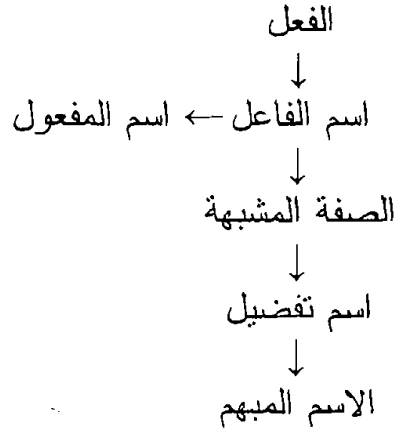 الفعل
↓
اسم الفاعل ← اسم المفعول
↓
الصفة المشبهة
↓
اسم تفضيل
↓
الاسم المبهم